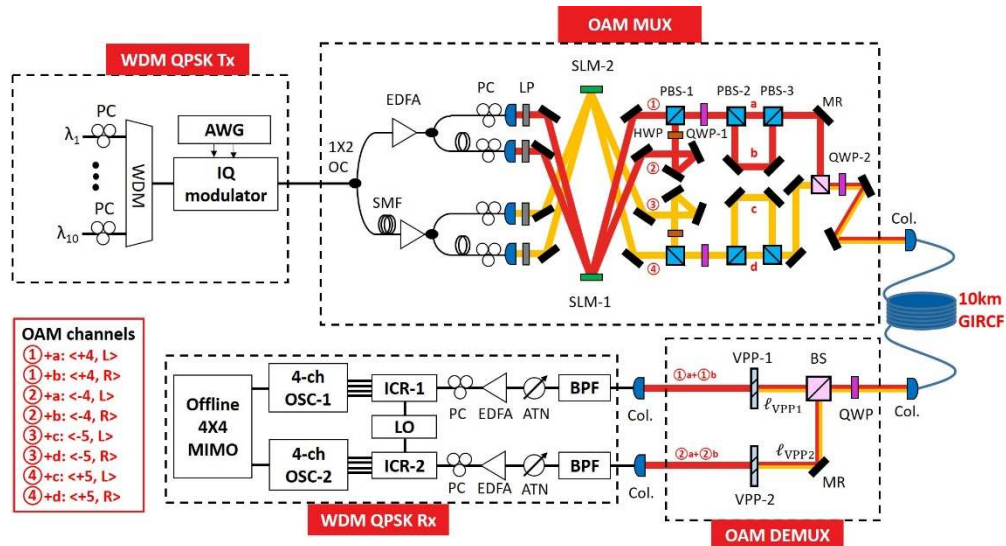 OAM MUX
WDM QPSK Tx
PC
λ1
PC
λ10
WDM
AWG
IQ
modulator
1X2
OC
EDFA
SMF
PC
LP
SLM-2
SLM-1
①
②
③
④
PBS-1
HWP
QWP-1
PBS-2
PBS-3
a
b
c
d
MR
QWP-2
Col.
10km
GIRCF
OAM channels
①+a: <+4, L>
①+b: <+4, R>
②+a: <-4, L>
②+b: <-4, R>
③+c: <-5, L>
③+d: <-5, R>
④+c: <+5, L>
④+d: <+5, R>
Offline
4X4
MIMO
4-ch
OSC-1
4-ch
OSC-2
ICR-1
LO
ICR-2
PC
EDFA
ATN
BPF
PC
EDFA
ATN
BPF
Col.
Col.
①a+①b
②a+②b
VPP-1
ℓVPP1
BS
QWP
Col.
ℓVPP2
MR
VPP-2
WDM QPSK Rx
OAM DEMUX